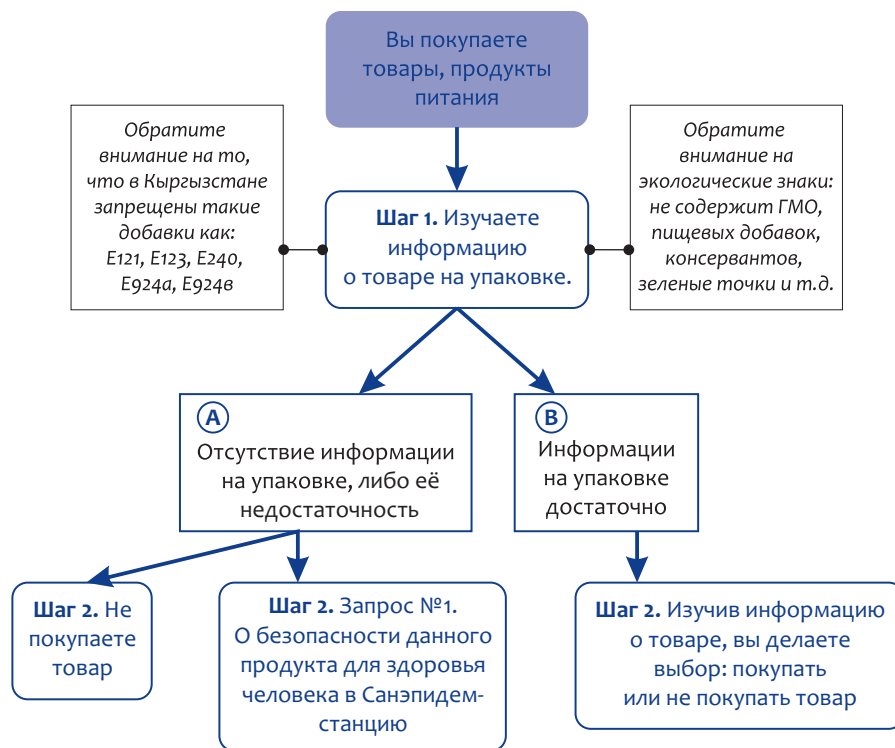 Вы покупаете
товары, продукты
питания
Обратите
внимание на то,
что в Кыргызстане
запрещены такие
добавки как:
Е121, Е123, Е240,
Е924а, Е924в
Шаг 1. Изучаете
информацию
о товаре на упаковке.
Обратите
внимание на
экологические знаки:
не содержит ГМО,
пищевых добавок,
консервантов,
зеленые точки и т.д.
А
Отсутствие информации
на упаковке, либо её
недостаточность
В
Информации
на упаковке
достаточно
Шаг 2. Не
покупаете
товар
Шаг 2. Запрос №1.
О безопасности данного
продукта для здоровья
человека в Санэпидем-
станцию
Шаг 2. Изучив информацию
о товаре, вы делаете
выбор: покупать
или не покупать товар